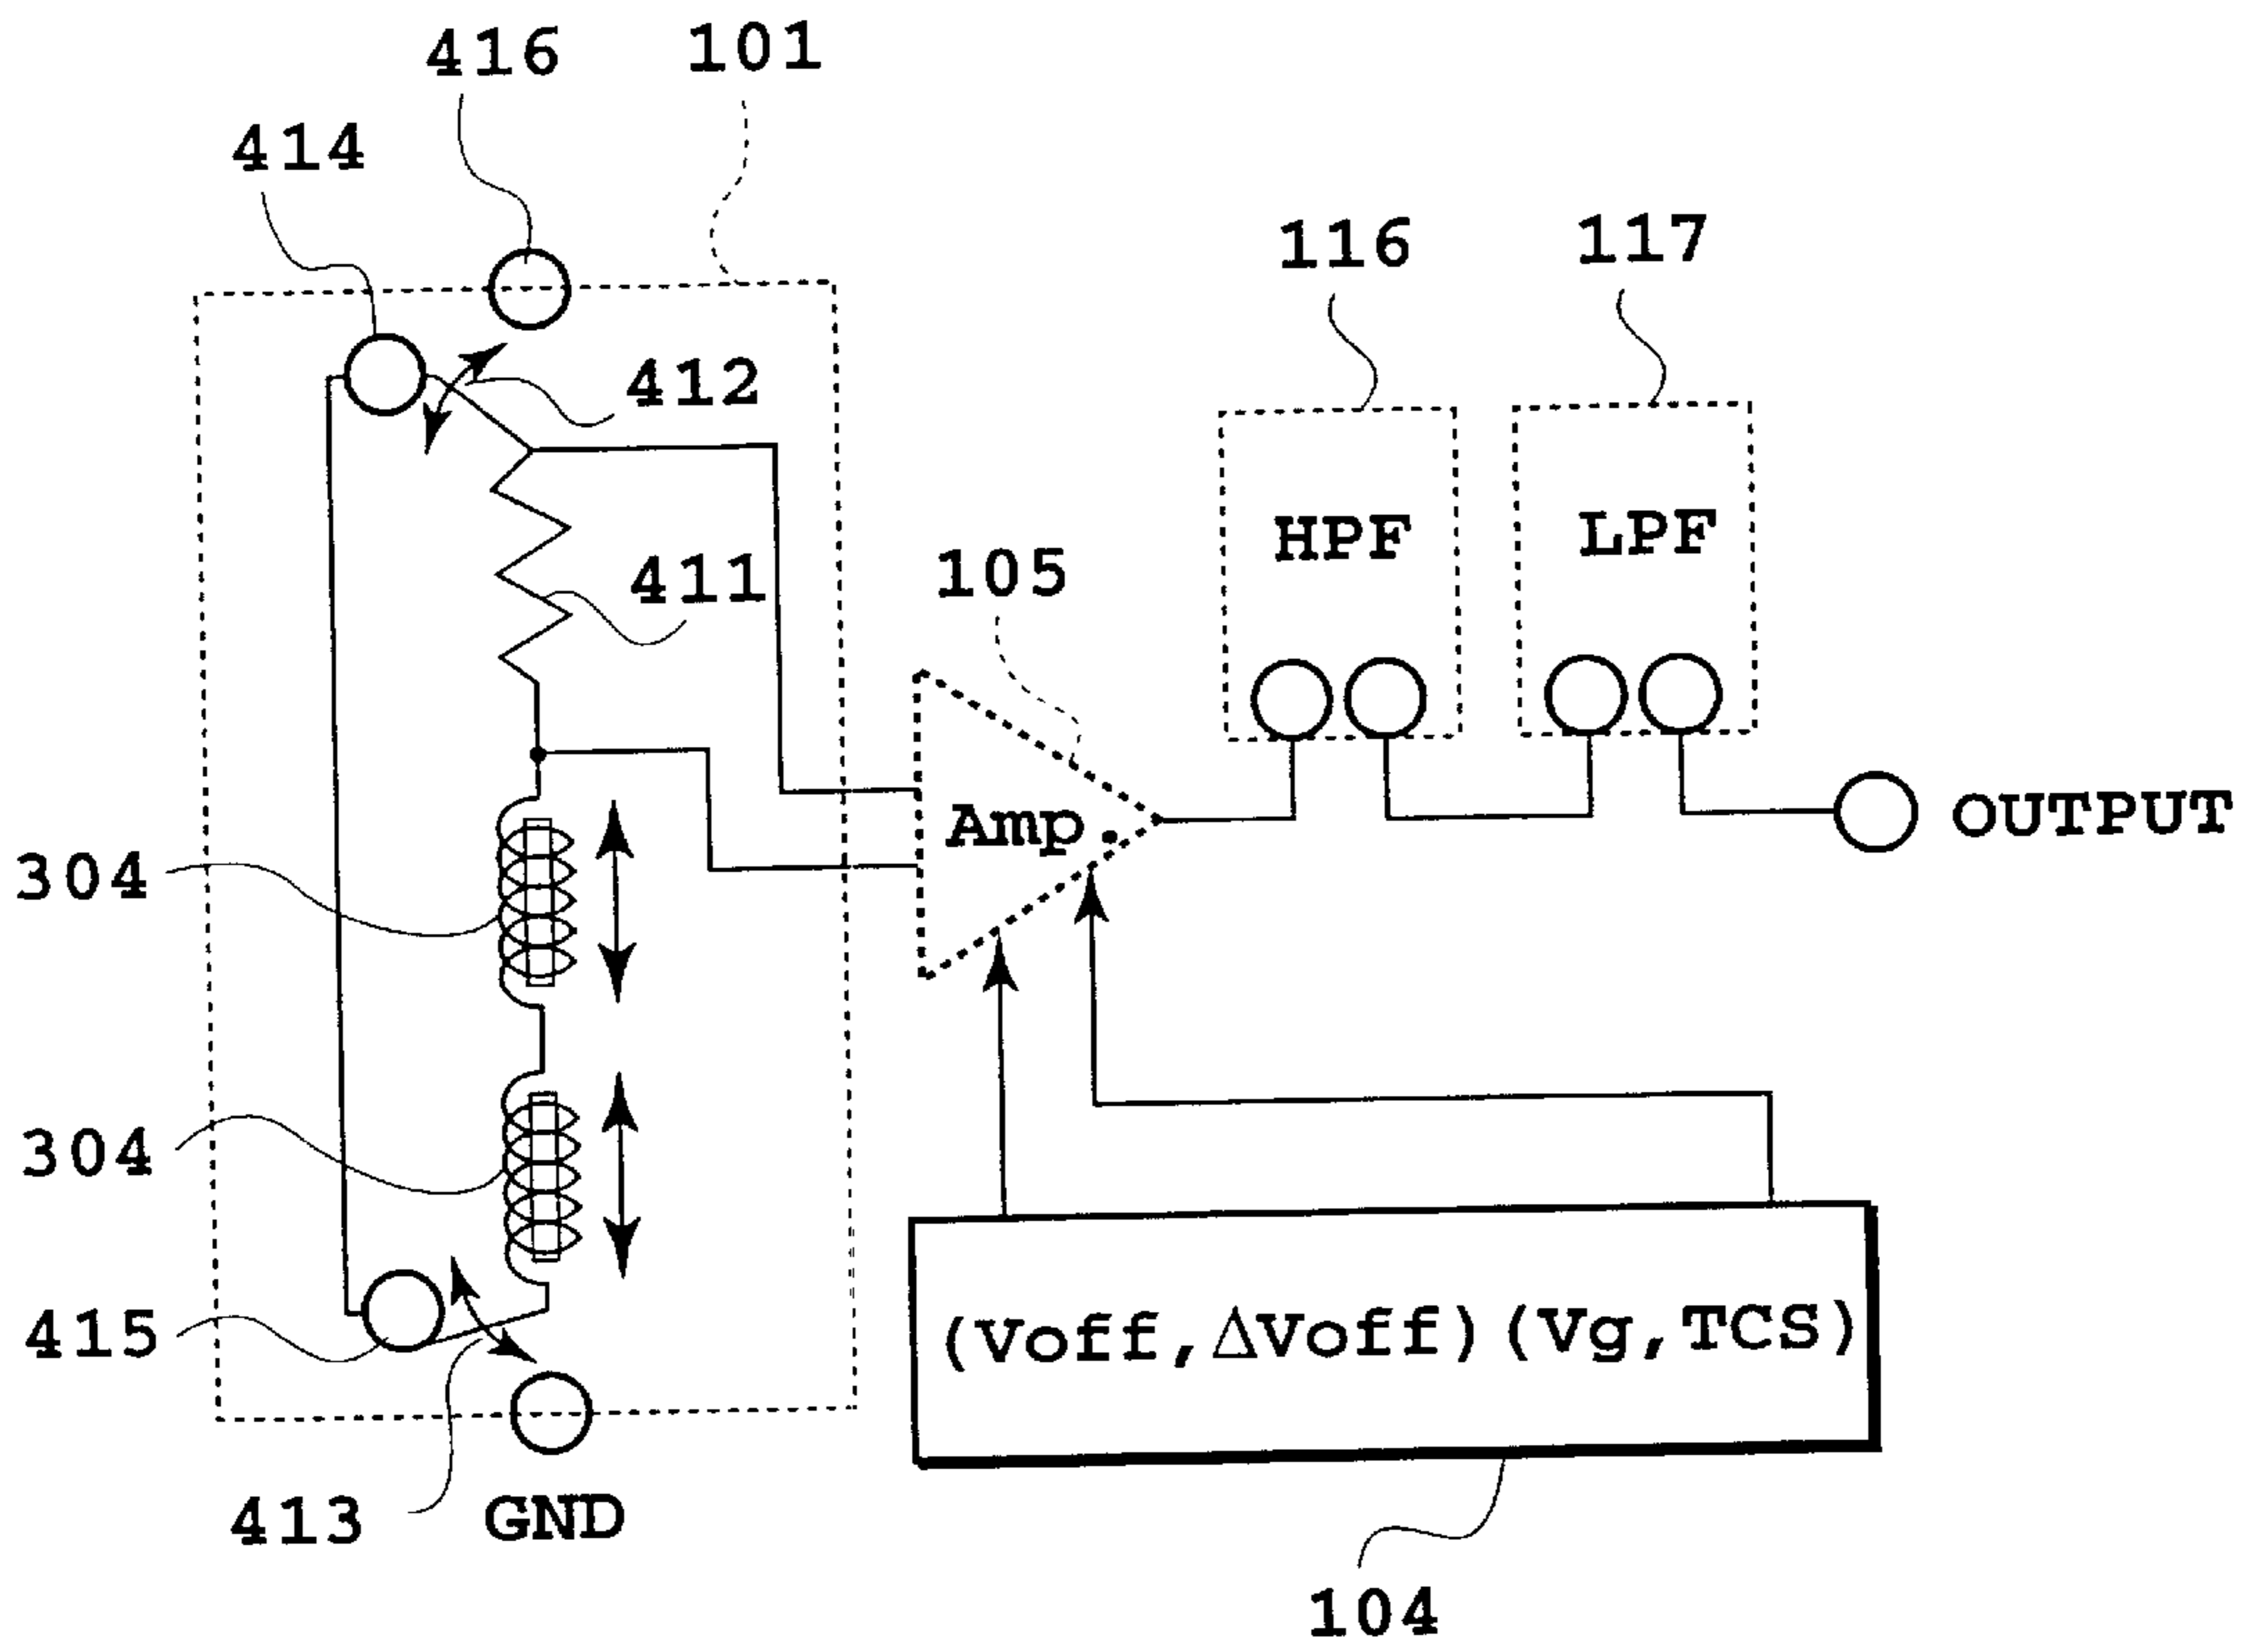 416
101
414
116
117
412
HPF
LPF
411
105
Amp.
OUTPUT
304
304
(Voff,ΔVoff)(Vg,TCS)
415
413
GND
104